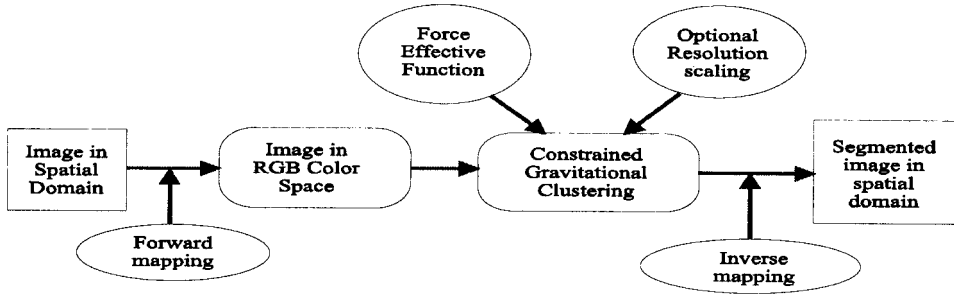 Force
Effective
Function
Optional
Resolution
scaling
Image in
Spatial
Domain
Image in
RGB Color
Space
Constrained
Gravitational
Clustering
Segmented
image in
spatial
domain
Forward
mapping
Inverse
mapping